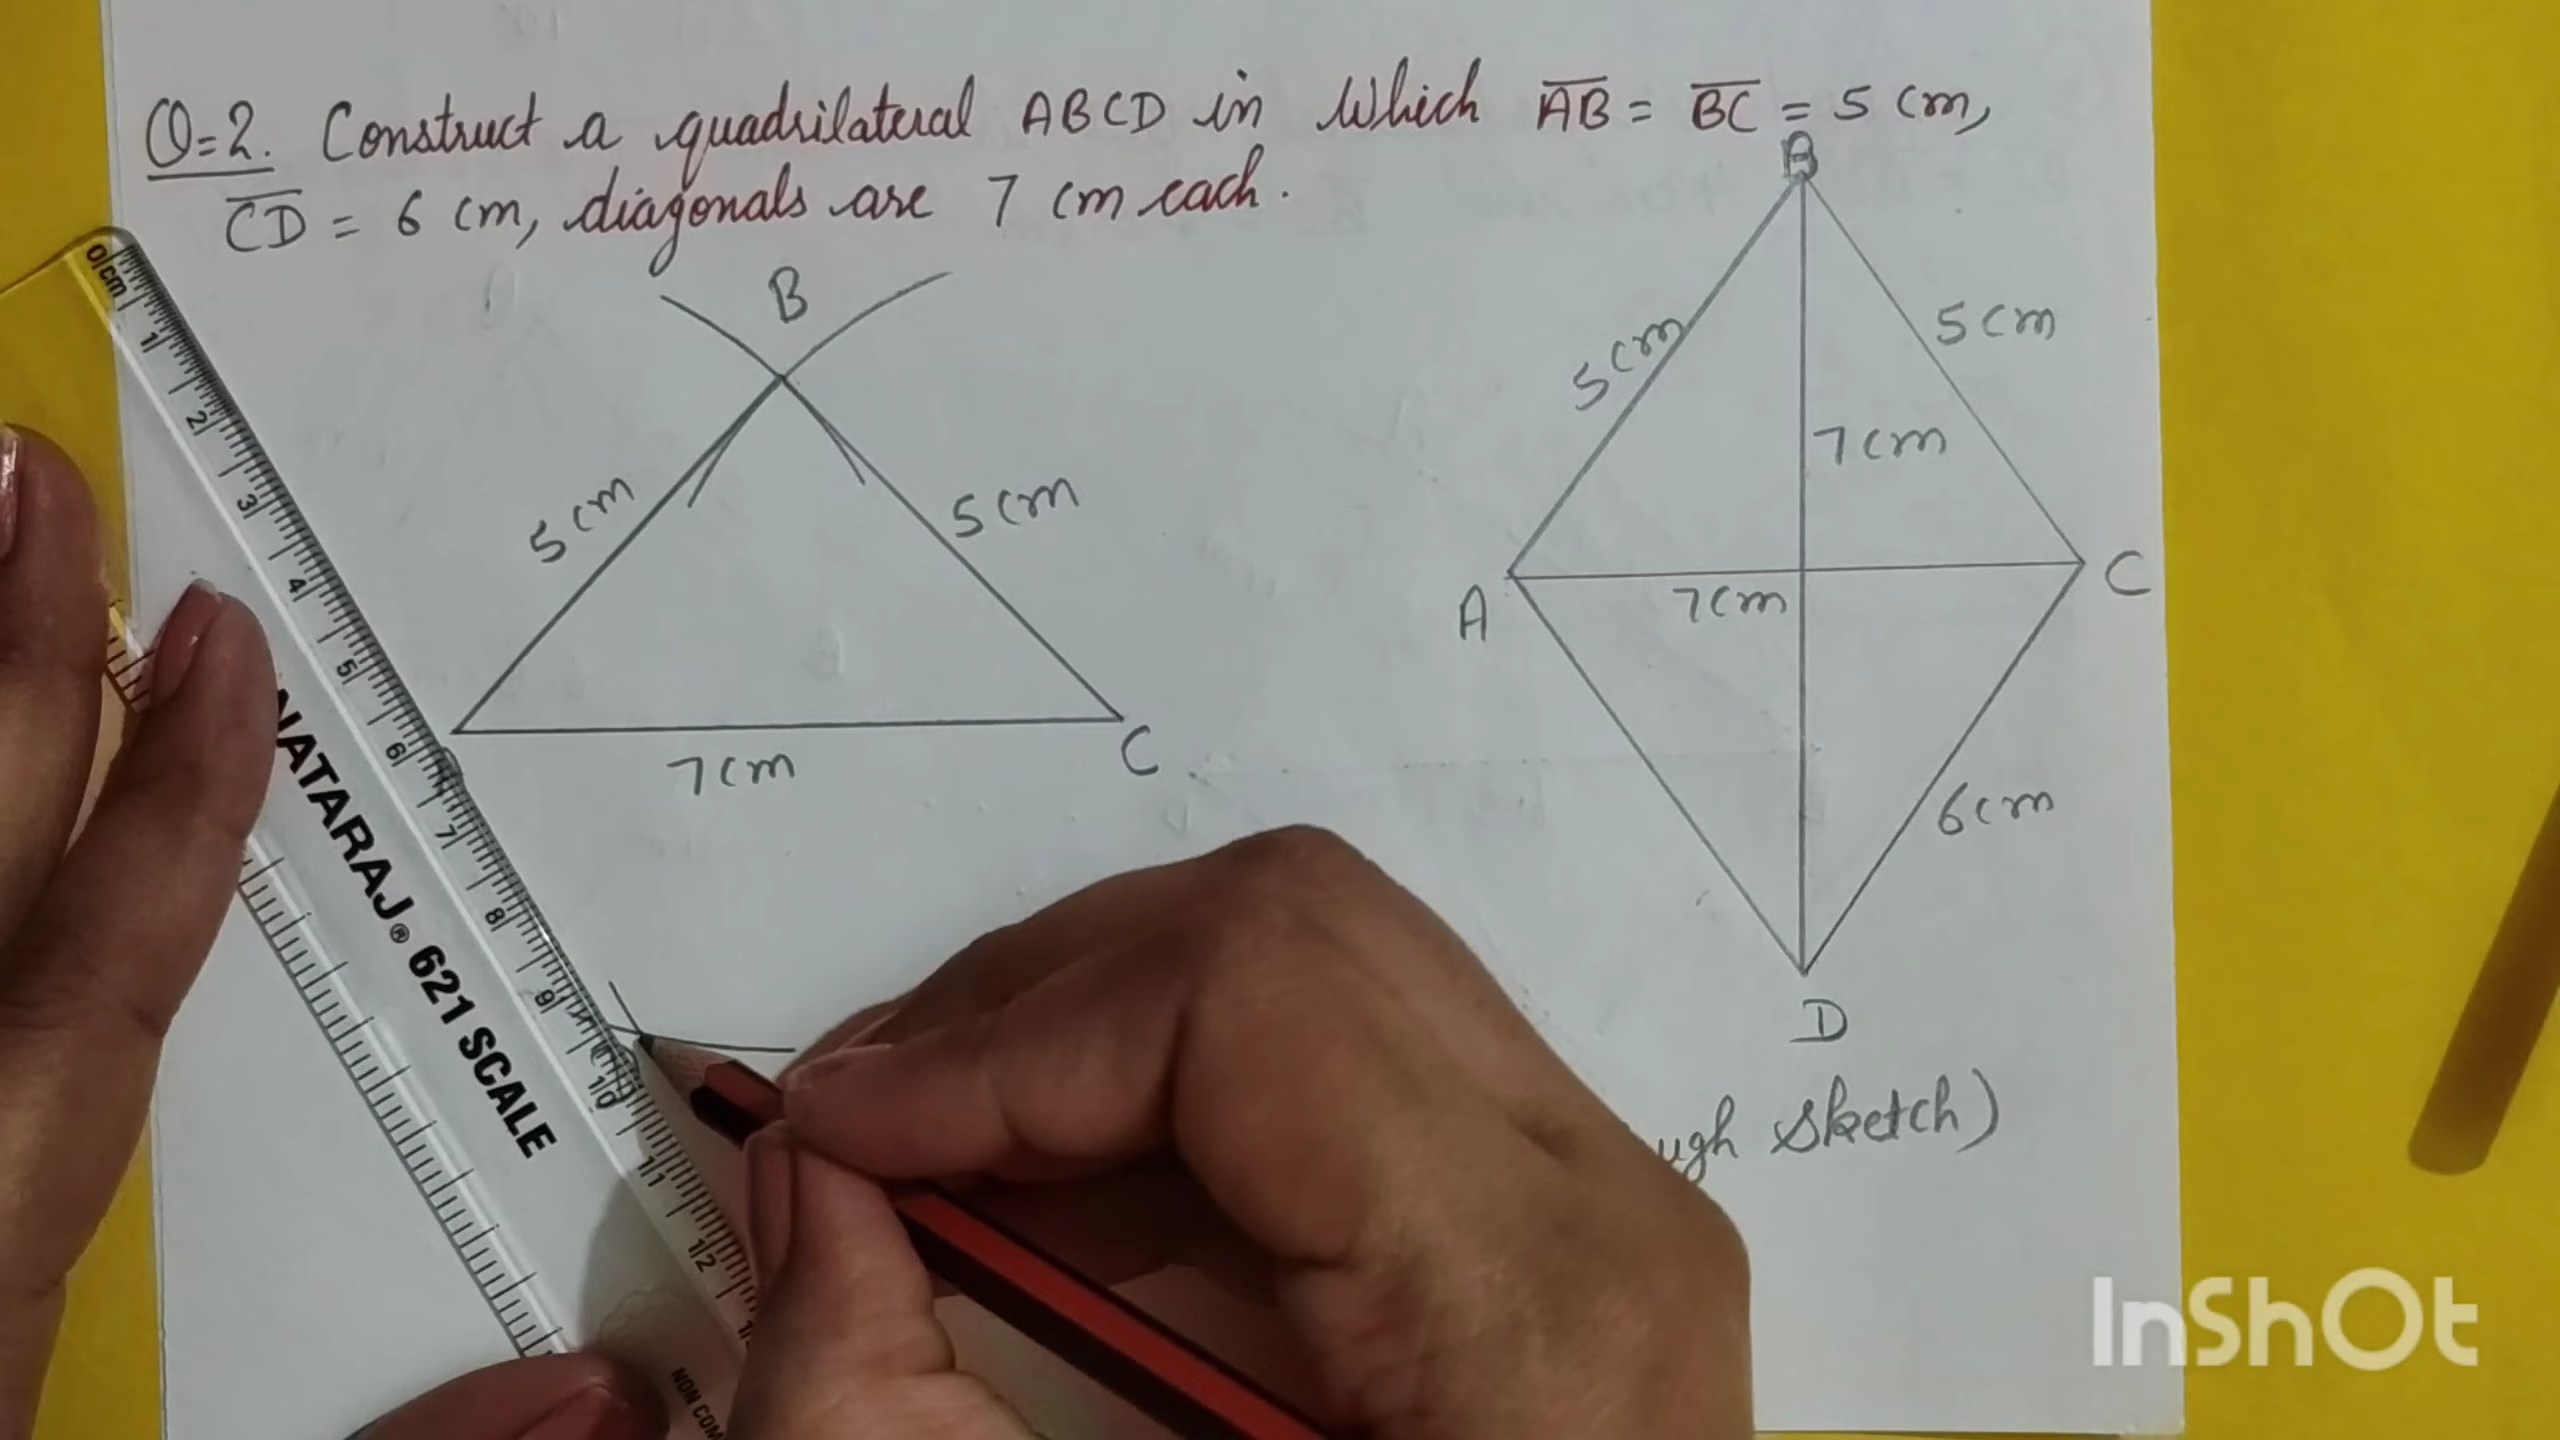 Q=2. Construct a quadrilateral ABCD in which AB = BC = 5 cm,
CD = 6 cm, diagonals are 7 cm each.
B
5 cm
5 cm
7 cm
C
B
5 cm
5 cm
7 cm
A
7 cm
C
6 cm
D
sketch)
0 cm 1 2 3 4 5 6 7 8 9 10 11 12
NATARAJ® 621 SCALE
InShOt